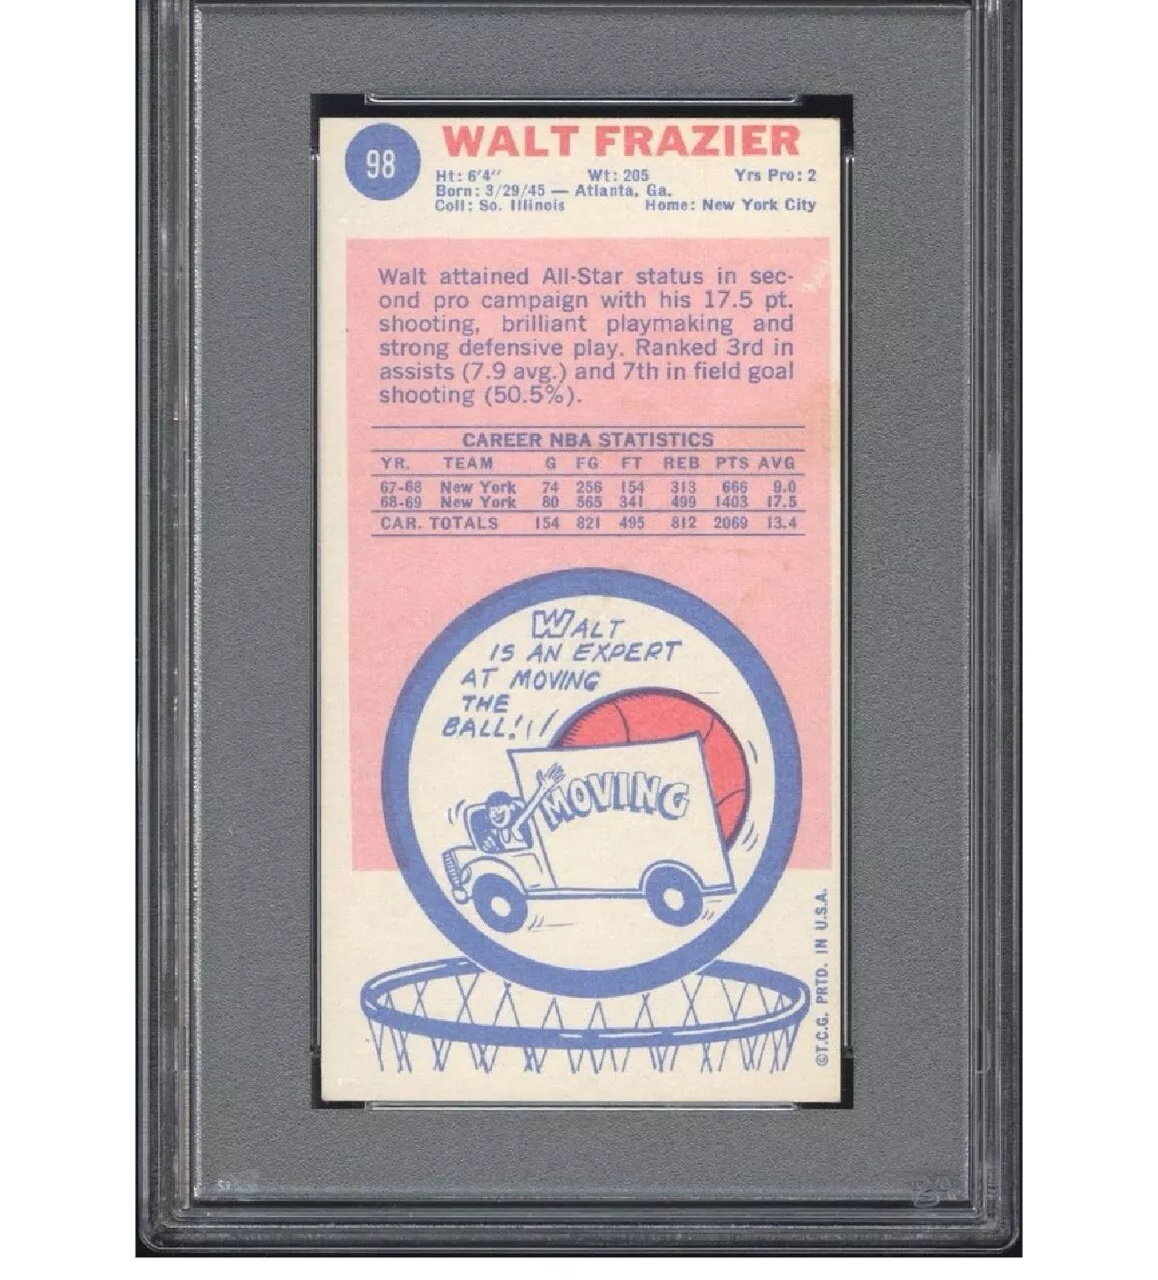 98
WALT FRAZIER
Ht: 6'4" Wt: 205 Yrs Pro: 2
Born: 3/29/45 — Atlanta, Ga.
Coll: So. Illinois Home: New York City
Walt attained All-Star status in sec-
ond pro campaign with his 17.5 pt.
shooting, brilliant playmaking and
strong defensive play. Ranked 3rd in
assists (7.9 avg.) and 7th in field goal
shooting (50.5%).
CAREER NBA STATISTICS
YR. TEAM G FG FT REB PTS AVG
67-68 New York 74 256 154 313 666 9.0
68-69 New York 80 565 341 499 1403 17.5
CAR. TOTALS 154 821 495 812 2069 13.4
WALT
IS AN EXPERT
AT MOVING
THE
BALL!!!
MOVING
©T.C.G. PRTD. IN U.S.A.